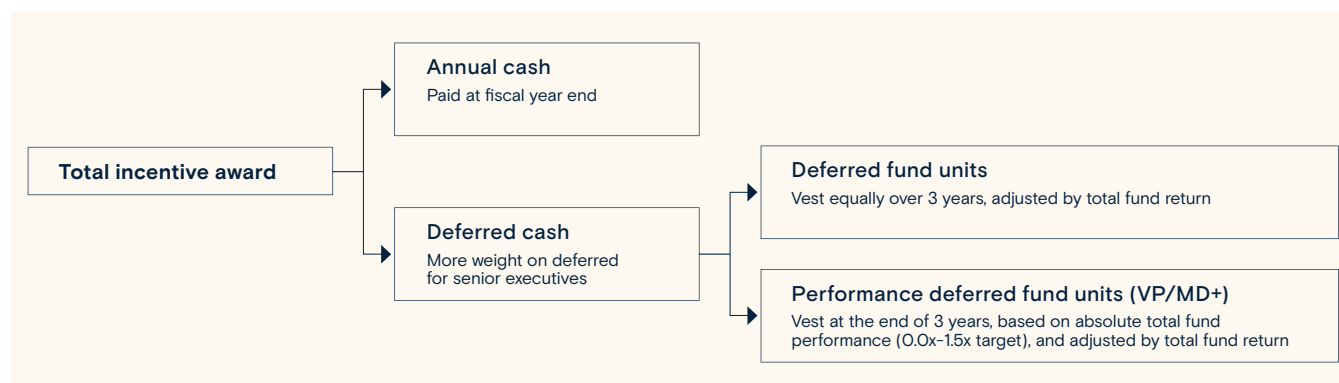 Total incentive award
Annual cash
Paid at fiscal year end
Deferred cash
More weight on deferred
for senior executives
Deferred fund units
Vest equally over 3 years, adjusted by total fund return
Performance deferred fund units (VP/MD+)
Vest at the end of 3 years, based on absolute total fund
performance (0.0x-1.5x target), and adjusted by total fund return